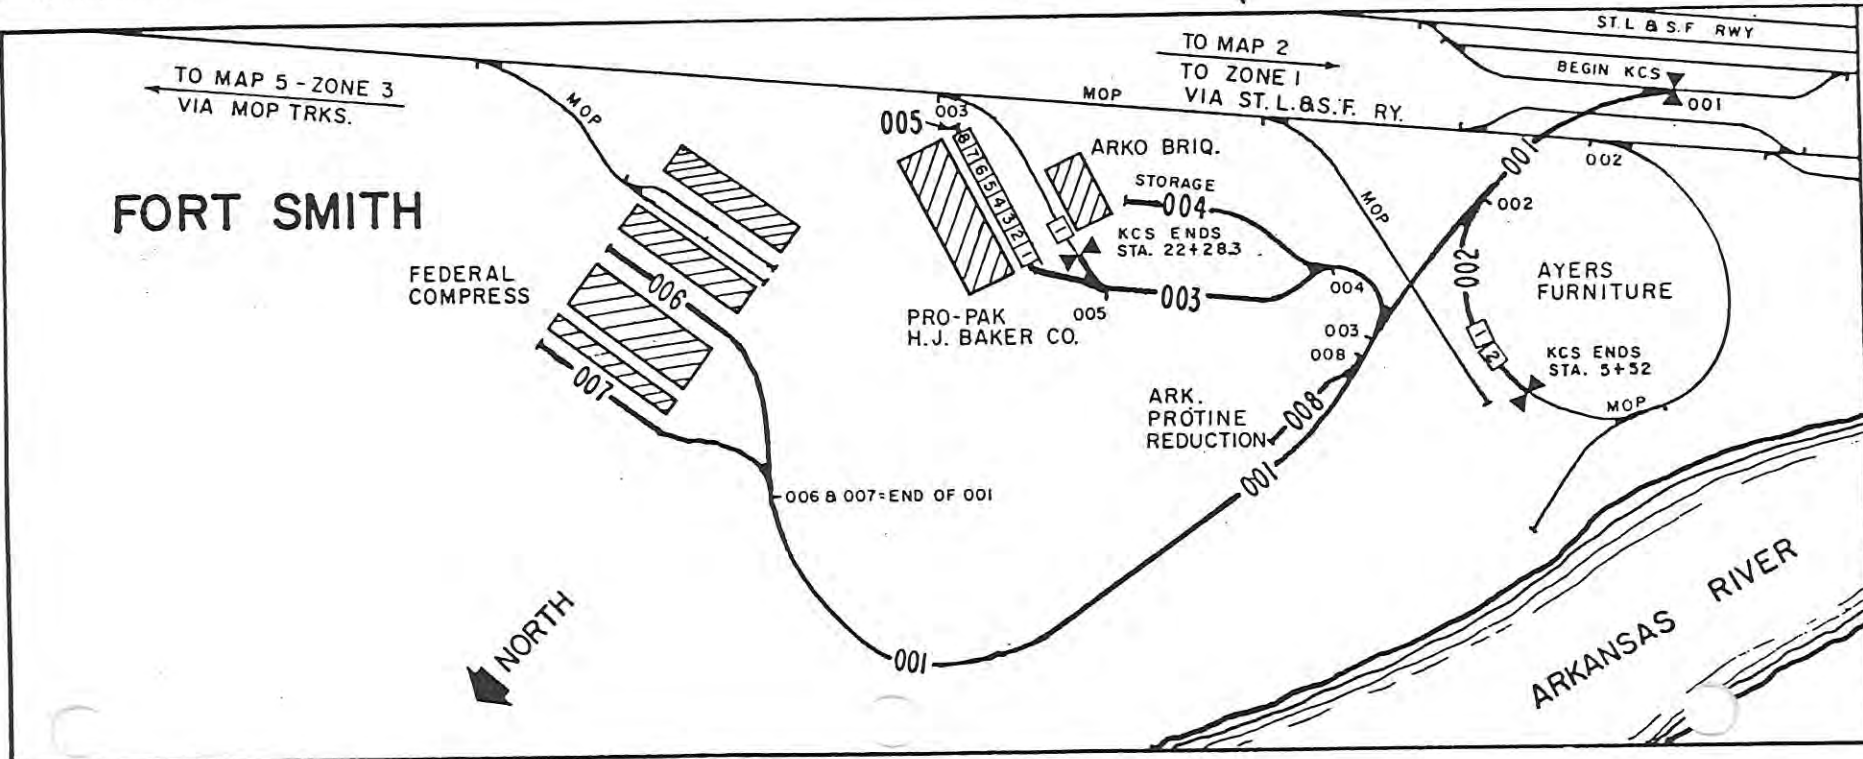 ST. L & S.F RWY
TO MAP 2
TO ZONE 1
VIA ST. L. & S.F. RY.
BEGIN KCS
001
TO MAP 5 - ZONE 3
VIA MOP TRKS.
MOP
MOP
003
005
8 7 6 5 4 3 2 1
ARKO BRIQ.
001
002
STORAGE
004
MOP
002
FORT SMITH
1
KCS ENDS
STA. 22+28.3
002
AYERS
FURNITURE
FEDERAL
COMPRESS
006
003
004
005
PRO-PAK
H.J. BAKER CO.
003
008
1 2
KCS ENDS
STA. 5+52
MOP
007
ARK.
PROTINE
REDUCTION
008
001
006 & 007 = END OF 001
NORTH
001
ARKANSAS RIVER